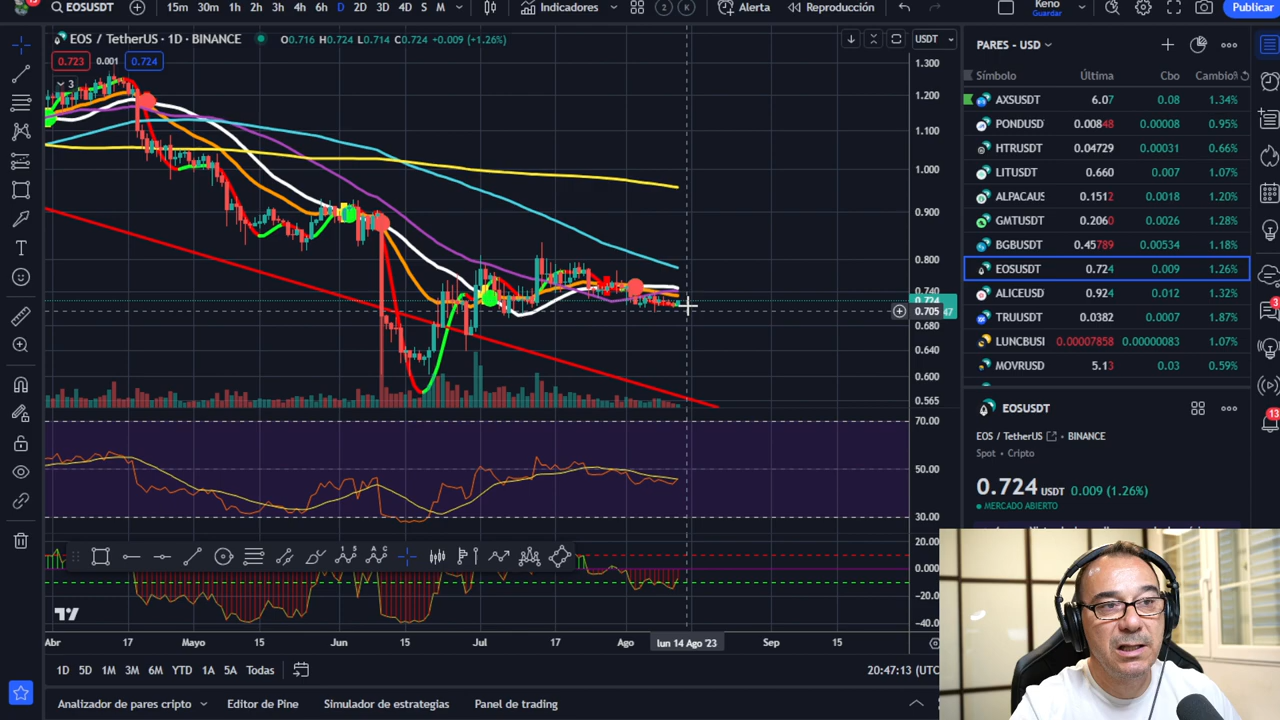 EOSUSDT 15m 30m 1h 2h 3h 4h 6h D 2D 3D 4D S M Indicadores 2 K Alerta Reproducción Keno Guardar Publicar
EOS / TetherUS · 1D · BINANCE O0.716 H0.724 L0.714 C0.724 +0.009 (+1.26%) USDT
0.723 0.001 0.724
3
1.300
1.200
1.100
1.000
0.900
0.800
0.740
0.724
0.705
47
0.680
0.640
0.600
0.565
70.00
50.00
30.00
20.00
0.000
-20.00
-40.0
Abr 17 Mayo 15 Jun 15 Jul 17 Ago lun 14 Ago '23 Sep 15
1D 5D 1M 3M 6M YTD 1A 5A Todas 20:47:13 (UTC
Analizador de pares cripto Editor de Pine Simulador de estrategias Panel de trading
PARES - USD
Símbolo Última Cbo Cambio%
AXSUSDT 6.07 0.08 1.34%
PONDUSD 0.00848 0.00008 0.95%
HTRUSDT 0.04729 0.00031 0.66%
LITUSDT 0.660 0.007 1.07%
ALPACAUS 0.1512 0.0018 1.20%
GMTUSDT 0.2060 0.0026 1.28%
BGBUSDT 0.45789 0.00534 1.18%
EOSUSDT 0.724 0.009 1.26%
ALICEUSD 0.924 0.012 1.32%
TRUUSDT 0.0382 0.0007 1.87%
LUNCBUSI 0.00007858 0.00000083 1.07%
MOVRUSD 5.13 0.03 0.59%
EOSUSDT
EOS / TetherUS BINANCE
Spot · Cripto
0.724 USDT 0.009 (1.26%)
MERCADO ABIERTO
3
13